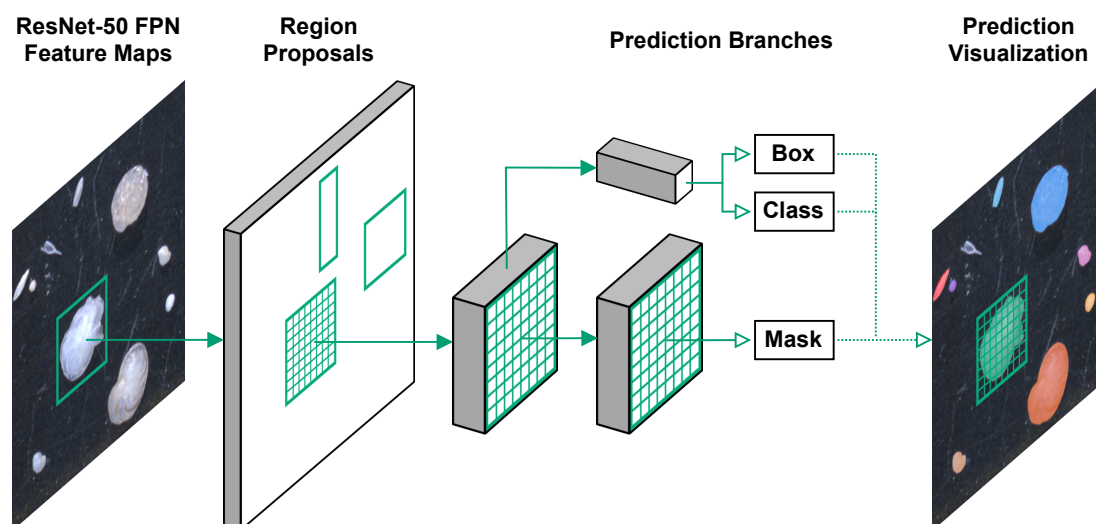 ResNet-50 FPN
Feature Maps
Region
Proposals
Prediction Branches
Prediction
Visualization
Box
Class
Mask